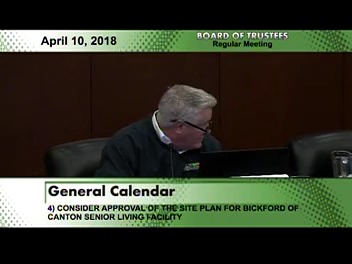 April 10, 2018
BOARD OF TRUSTEES
Regular Meeting
General Calendar
4) CONSIDER APPROVAL OF THE SITE PLAN FOR BICKFORD OF
CANTON SENIOR LIVING FACILITY